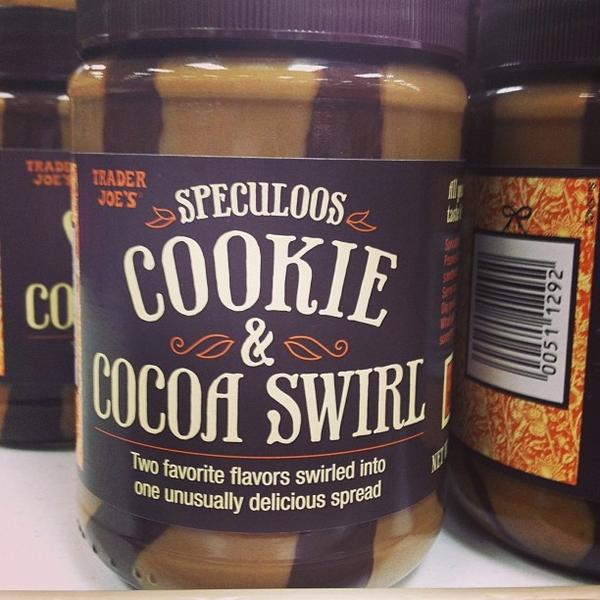 TRADER
JOE'S
SPECULOOS
COOKIE
&
COCOA SWIRL
Two favorite flavors swirled into
one unusually delicious spread
TRADER
JOE'S
CO
0051 1292